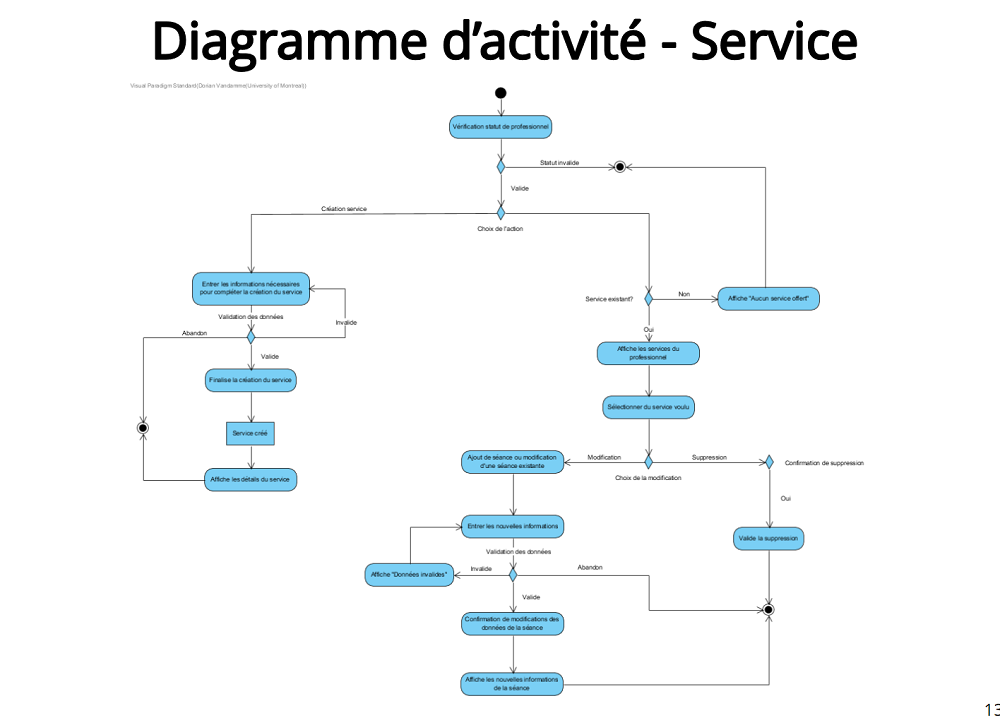 Diagramme d’activité - Service
Visual Paradigm Standard(Dorian Vandamme(University of Montreal))
Vérification statut de professionnel
Statut invalide
Valide
Création service
Choix de l'action
Entrer les informations nécessaires
pour compléter la création du service
Service existant?
Non
Affiche "Aucun service offert"
Validation des données
Invalide
Oui
Abandon
Valide
Affiche les services du
professionnel
Finalise la création du service
Sélectionner du service voulu
Service créé
Modification
Suppression
Ajout de séance ou modification
d'une séance existante
Confirmation de suppression
Choix de la modification
Affiche les détails du service
Oui
Entrer les nouvelles informations
Valide la suppression
Validation des données
Invalide
Abandon
Affiche "Données invalides"
Valide
Confirmation de modifications des
données de la séance
Affiche les nouvelles informations
de la séance
13